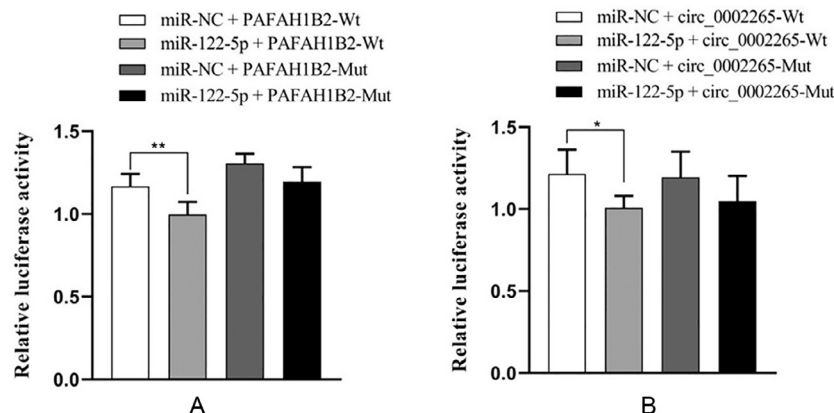 miR-NC + PAFAH1B2-Wt
miR-122-5p + PAFAH1B2-Wt
miR-NC + PAFAH1B2-Mut
miR-122-5p + PAFAH1B2-Mut
Relative luciferase activity
1.5
1.0
0.5
0.0
**
A
miR-NC + circ_0002265-Wt
miR-122-5p + circ_0002265-Wt
miR-NC + circ_0002265-Mut
miR-122-5p + circ_0002265-Mut
Relative luciferase activity
1.5
1.0
0.5
0.0
*
B